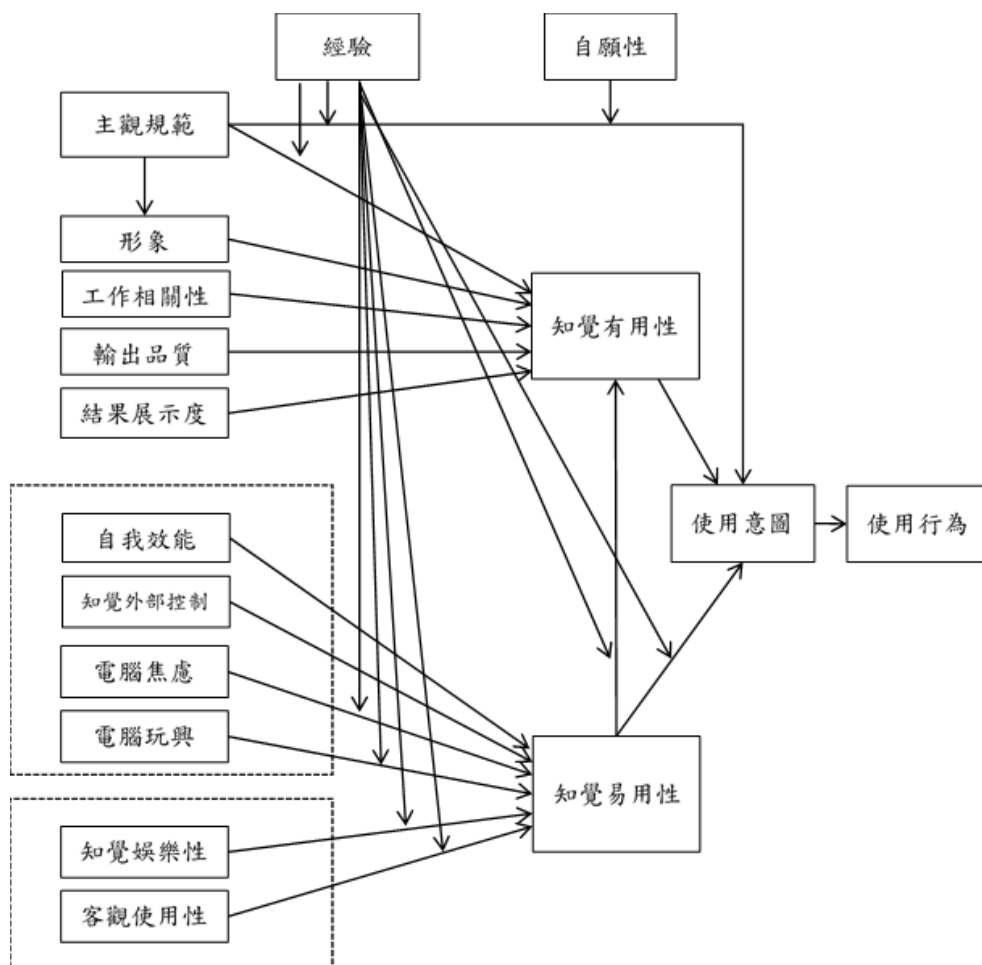 經驗
自願性
主觀規範
形象
工作相關性
輸出品質
結果展示度
知覺有用性
使用意圖
使用行為
自我效能
知覺外部控制
電腦焦慮
電腦玩興
知覺易用性
知覺娛樂性
客觀使用性